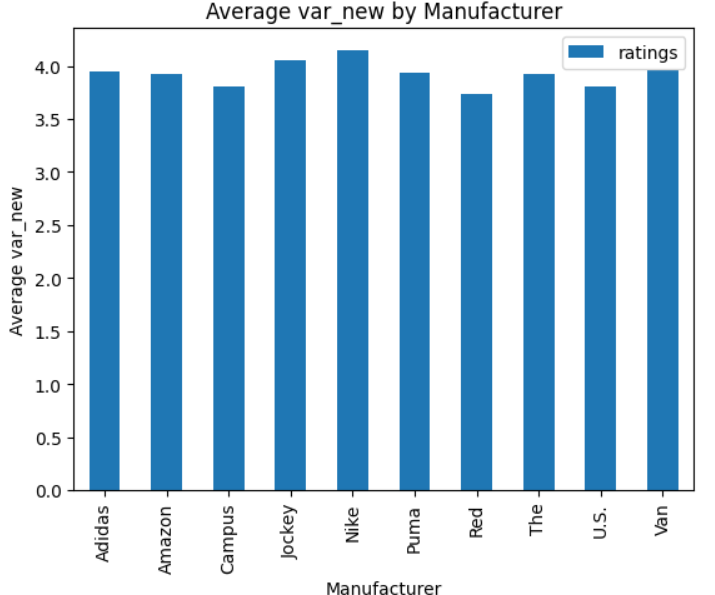 Average var_new by Manufacturer
ratings
4.0
3.5
3.0
2.5
2.0
1.5
1.0
0.5
0.0
Average var_new
Adidas
Amazon
Campus
Jockey
Nike
Puma
Red
The
U.S.
Van
Manufacturer